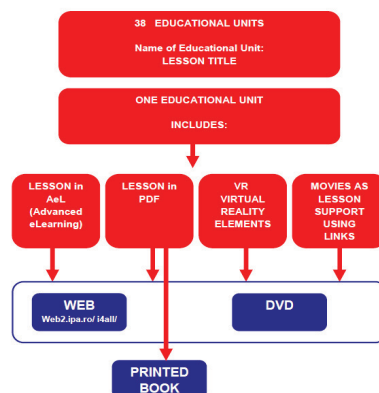 38 EDUCATIONAL UNITS
Name of Educational Unit:
LESSON TITLE
ONE EDUCATIONAL UNIT
INCLUDES:
LESSON in
AeL
(Advanced
eLearning)
LESSON in
PDF
VR
VIRTUAL
REALITY
ELEMENTS
MOVIES AS
LESSON
SUPPORT
USING
LINKS
WEB
Web2.ipa.ro/ i4all/
DVD
PRINTED
BOOK